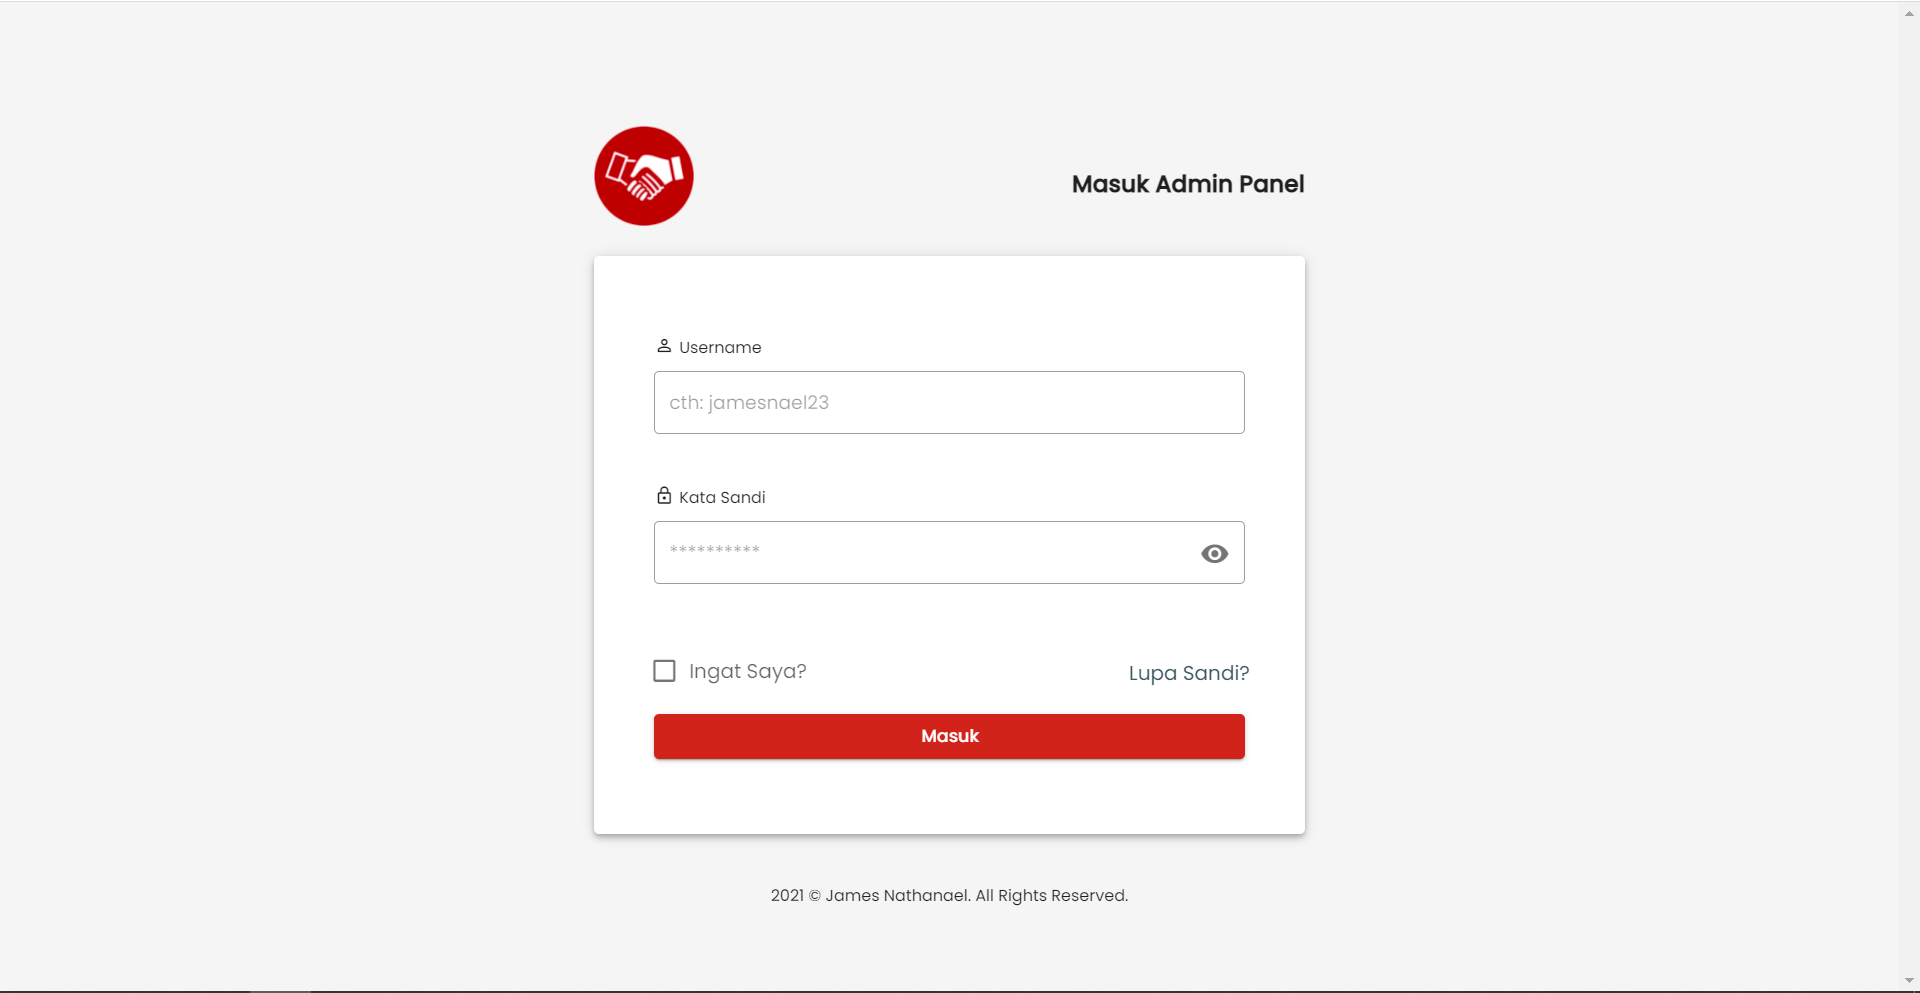 Masuk Admin Panel
Username
cth: jamesnael23
Kata Sandi
**********
Ingat Saya?
Lupa Sandi?
Masuk
2021 © James Nathanael. All Rights Reserved.